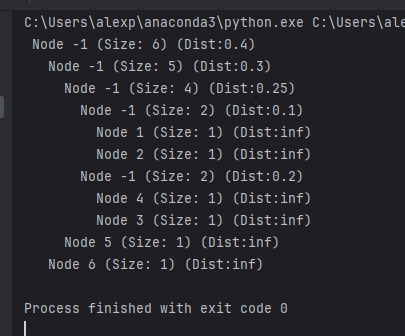 C:\Users\alexp\anaconda3\python.exe C:\Users\ale
Node -1 (Size: 6) (Dist:0.4)
Node -1 (Size: 5) (Dist:0.3)
Node -1 (Size: 4) (Dist:0.25)
Node -1 (Size: 2) (Dist:0.1)
Node 1 (Size: 1) (Dist:inf)
Node 2 (Size: 1) (Dist:inf)
Node -1 (Size: 2) (Dist:0.2)
Node 4 (Size: 1) (Dist:inf)
Node 3 (Size: 1) (Dist:inf)
Node 5 (Size: 1) (Dist:inf)
Node 6 (Size: 1) (Dist:inf)
Process finished with exit code 0